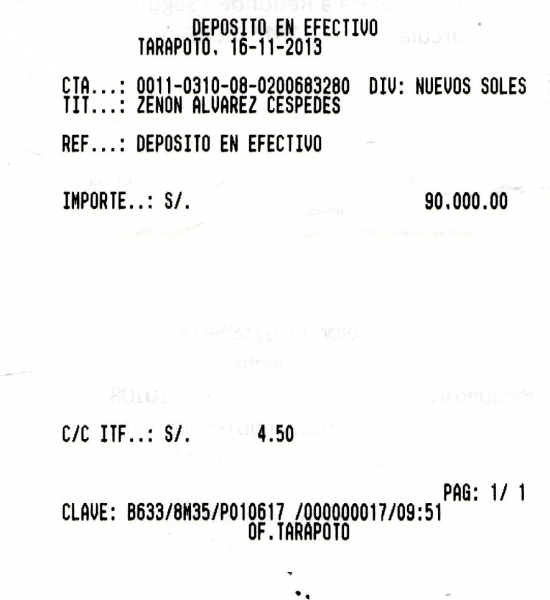 DEPOSITO EN EFECTIVO
TARAPOTO, 16-11-2013
CTA...: 0011-0310-08-0200683280 DIV: NUEVOS SOLES
TIT...: ZENON ALVAREZ CESPEDES
REF...: DEPOSITO EN EFECTIVO
IMPORTE..: S/. 90,000.00
C/C ITF..: S/. 4.50
PAG: 1/ 1
CLAVE: B633/8M35/P010617 /000000017/09:51
OF.TARAPOTO